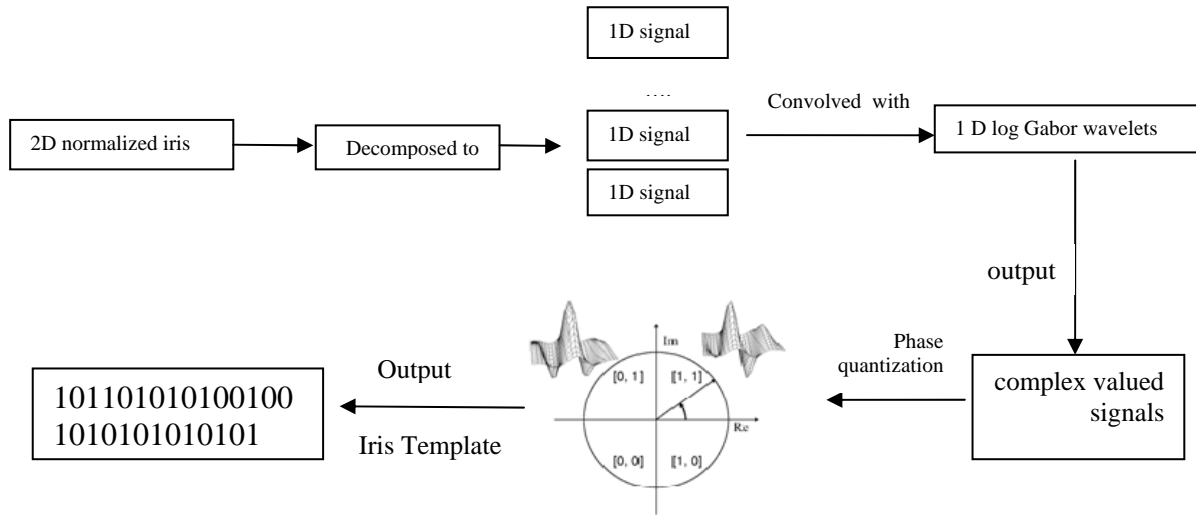 1D signal
....
Convolved with
2D normalized iris
Decomposed to
1D signal
1 D log Gabor wavelets
1D signal
output
Im
Phase
quantization
[0, 1]
[1, 1]
Output
complex valued
signals
101101010100100
1010101010101
Re
Iris Template
[0, 0]
[1, 0]